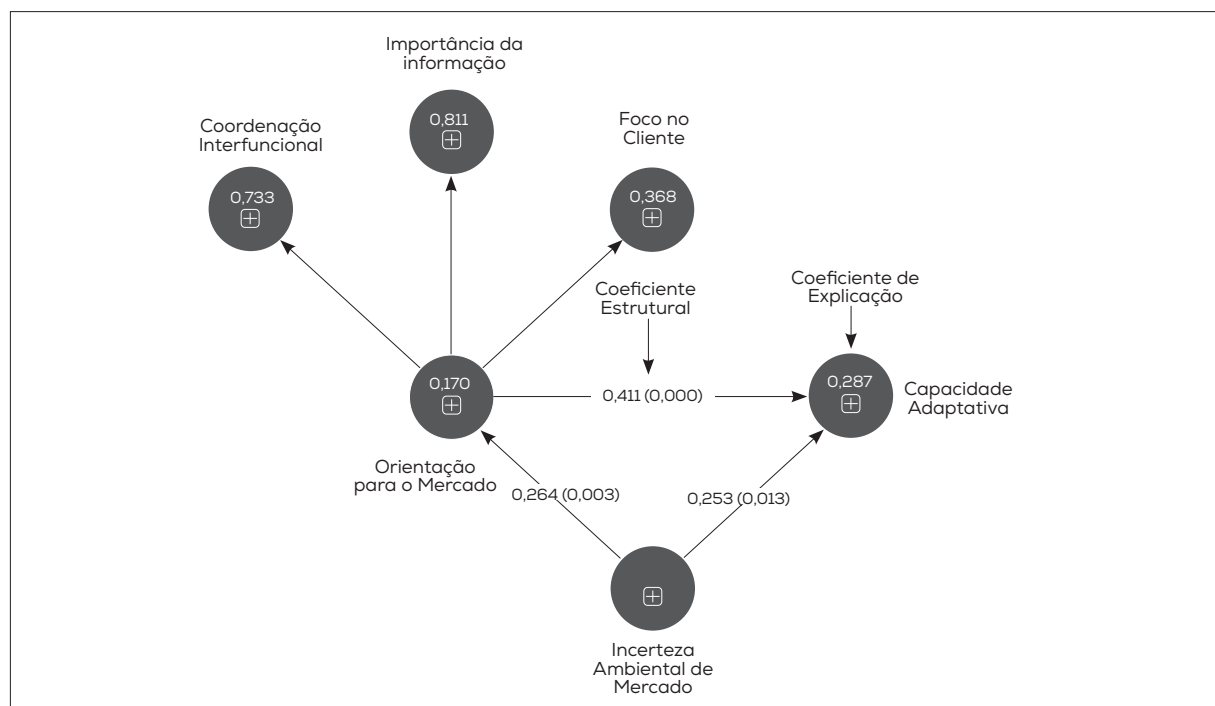 Importância da
informação
0,811
Coordenação
Interfuncional
0,733
Foco no
Cliente
0,368
Coeficiente
Estrutural
Coeficiente de
Explicação
0,170
0,411 (0,000)
0,287
Capacidade
Adaptativa
Orientação
para o Mercado
0,264 (0,003)
0,253 (0,013)
Incerteza
Ambiental de
Mercado